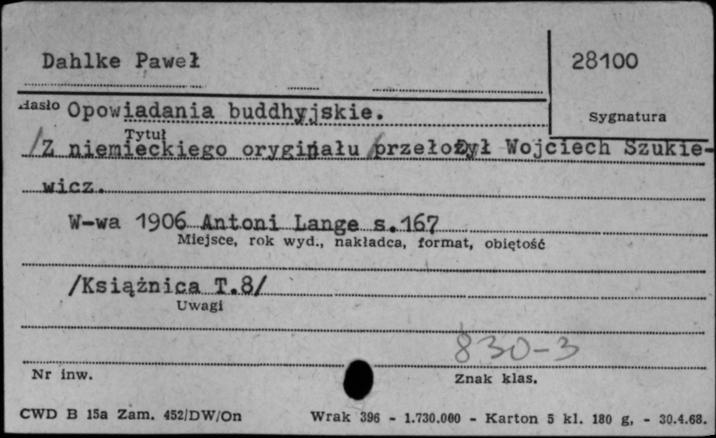 Dahlke Paweł
28100
Hasło Opowiadania buddhyjskie.
Sygnatura
Tytuł
/Z niemieckiego oryginału /przełożył Wojciech Szukie-
wicz.
W-wa 1906 Antoni Lange s.167
Miejsce, rok wyd., nakładca, format, objętość
/Książnica T.8/
Uwagi
830-3
Nr inw.
Znak klas.
CWD B 15a Zam. 452/DW/On Wrak 396 - 1.730.000 - Karton 5 kl. 180 g, - 30.4.68.